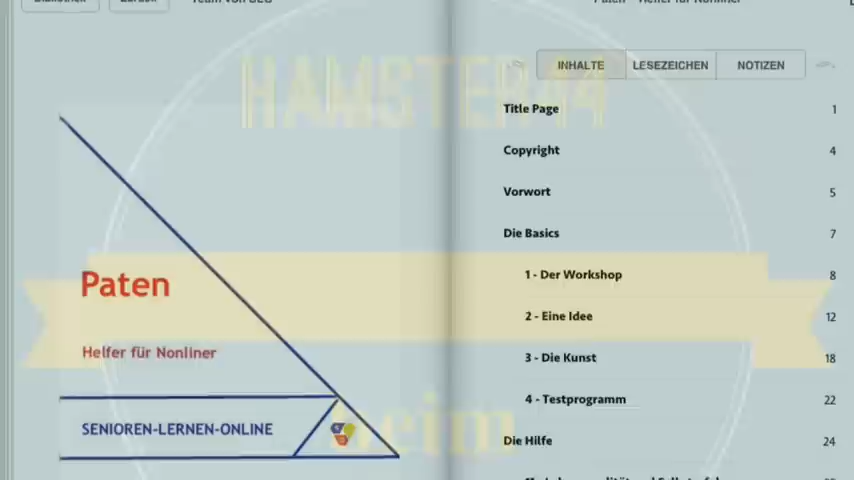 INHALTE
LESEZEICHEN
NOTIZEN
HAMSTER44
Title Page 1
Copyright 4
Vorwort 5
Die Basics 7
1 - Der Workshop 8
2 - Eine Idee 12
3 - Die Kunst 18
4 - Testprogramm 22
Die Hilfe 24
Paten
Helfer für Nonliner
SENIOREN-LERNEN-ONLINE
heim